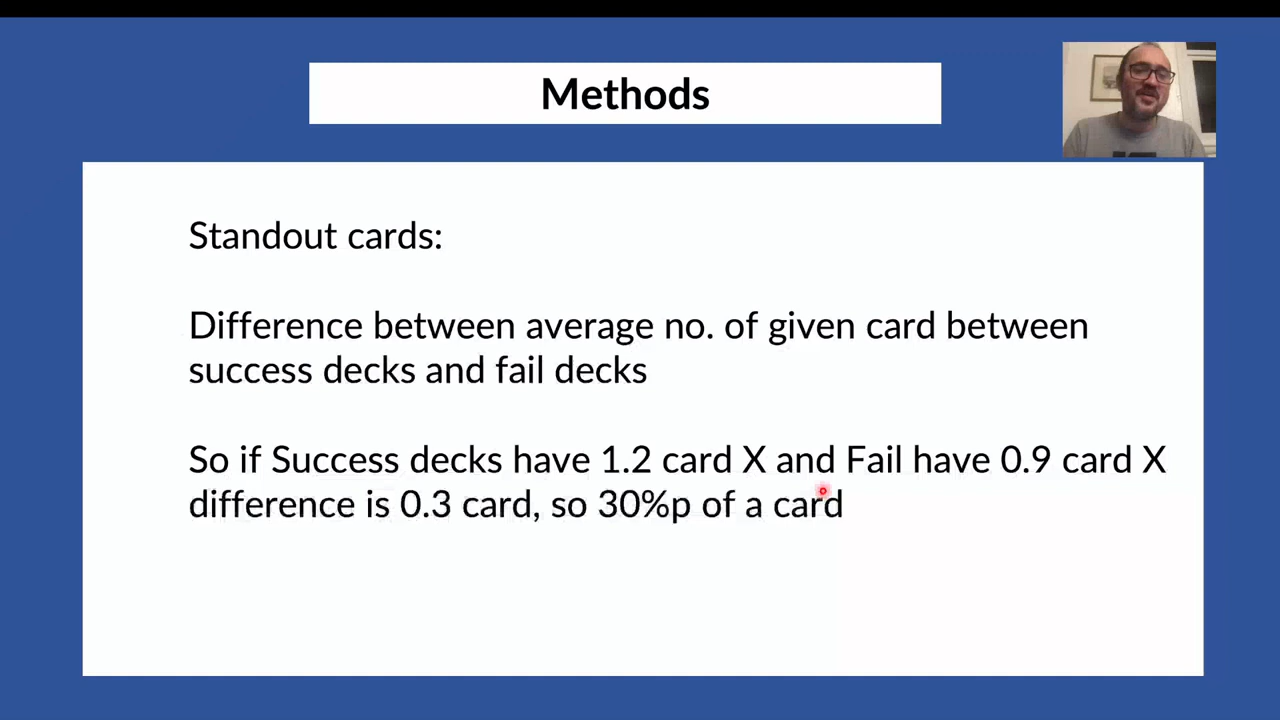 Methods
Standout cards:
Difference between average no. of given card between
success decks and fail decks
So if Success decks have 1.2 card X and Fail have 0.9 card X
difference is 0.3 card, so 30%p of a card